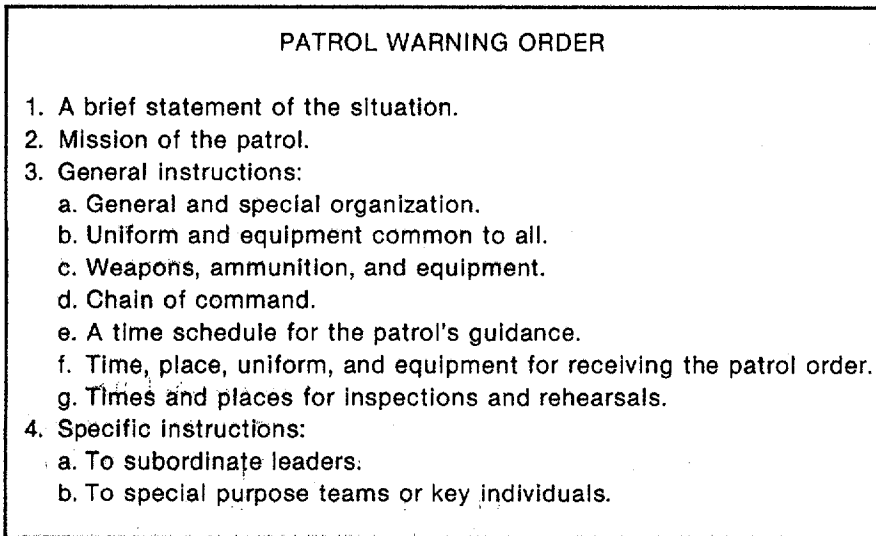 PATROL WARNING ORDER
1. A brief statement of the situation.
2. Mission of the patrol.
3. General instructions:
a. General and special organization.
b. Uniform and equipment common to all.
c. Weapons, ammunition, and equipment.
d. Chain of command.
e. A time schedule for the patrol's guidance.
f. Time, place, uniform, and equipment for receiving the patrol order.
g. Times and places for inspections and rehearsals.
4. Specific instructions:
a. To subordinate leaders.
b. To special purpose teams or key individuals.